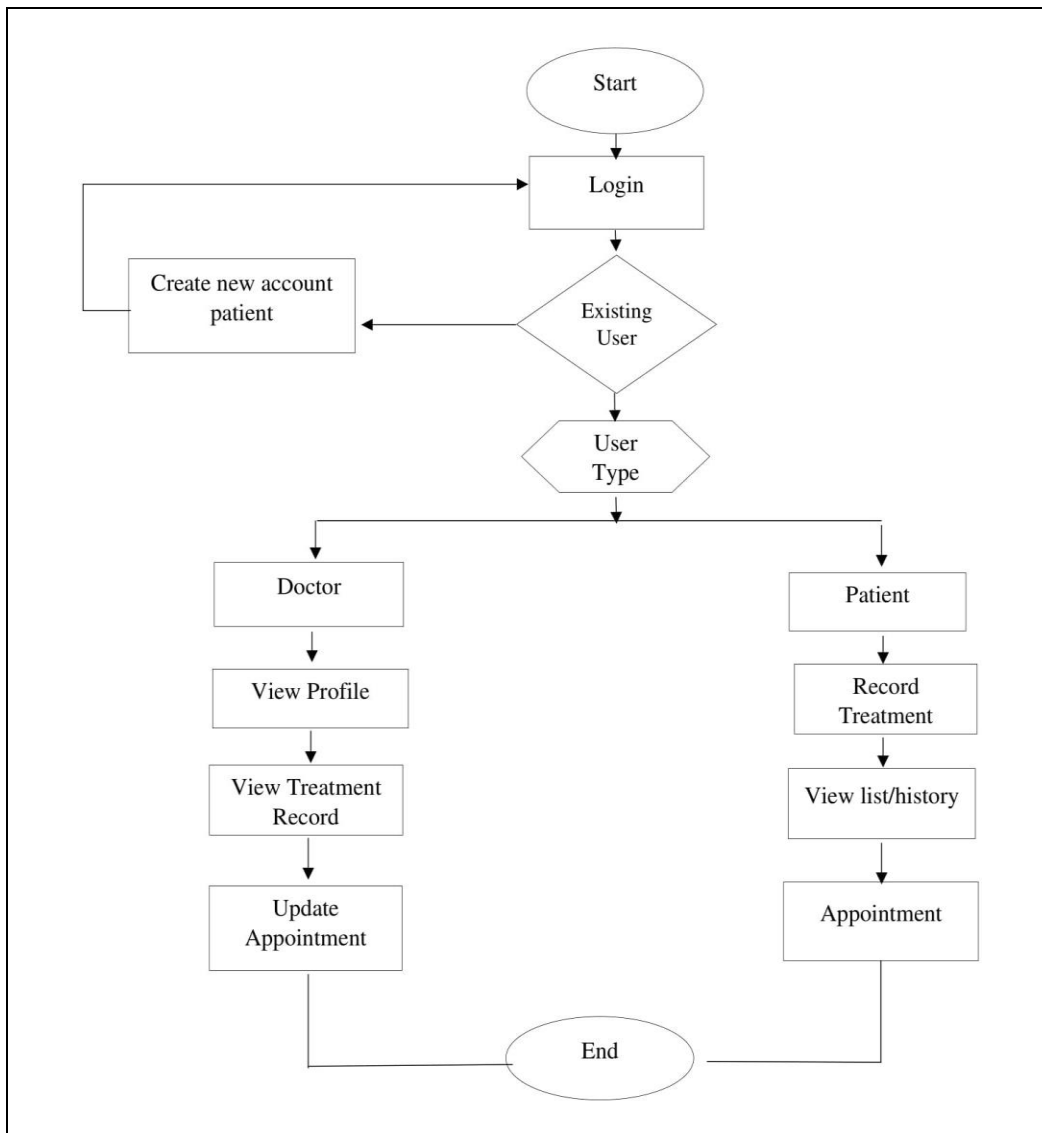 Start
Login
Create new account
patient
Existing
User
User
Type
Doctor
View Profile
View Treatment
Record
Update
Appointment
Patient
Record
Treatment
View list/history
Appointment
End